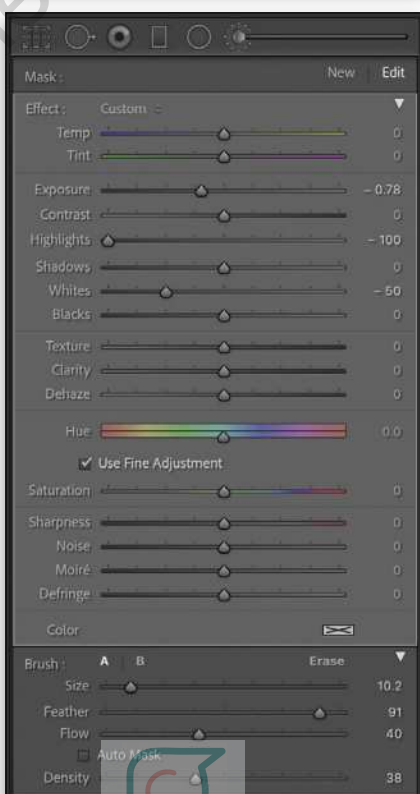 Mask : New Edit
Effect : Custom
Temp 0
Tint 0
Exposure – 0.78
Contrast 0
Highlights – 100
Shadows 0
Whites – 50
Blacks 0
Texture 0
Clarity 0
Dehaze 0
Hue 0.0
Use Fine Adjustment
Saturation 0
Sharpness 0
Noise 0
Moiré 0
Defringe 0
Color
Brush : A B Erase
Size 10.2
Feather 91
Flow 40
Auto Mask
Density 38